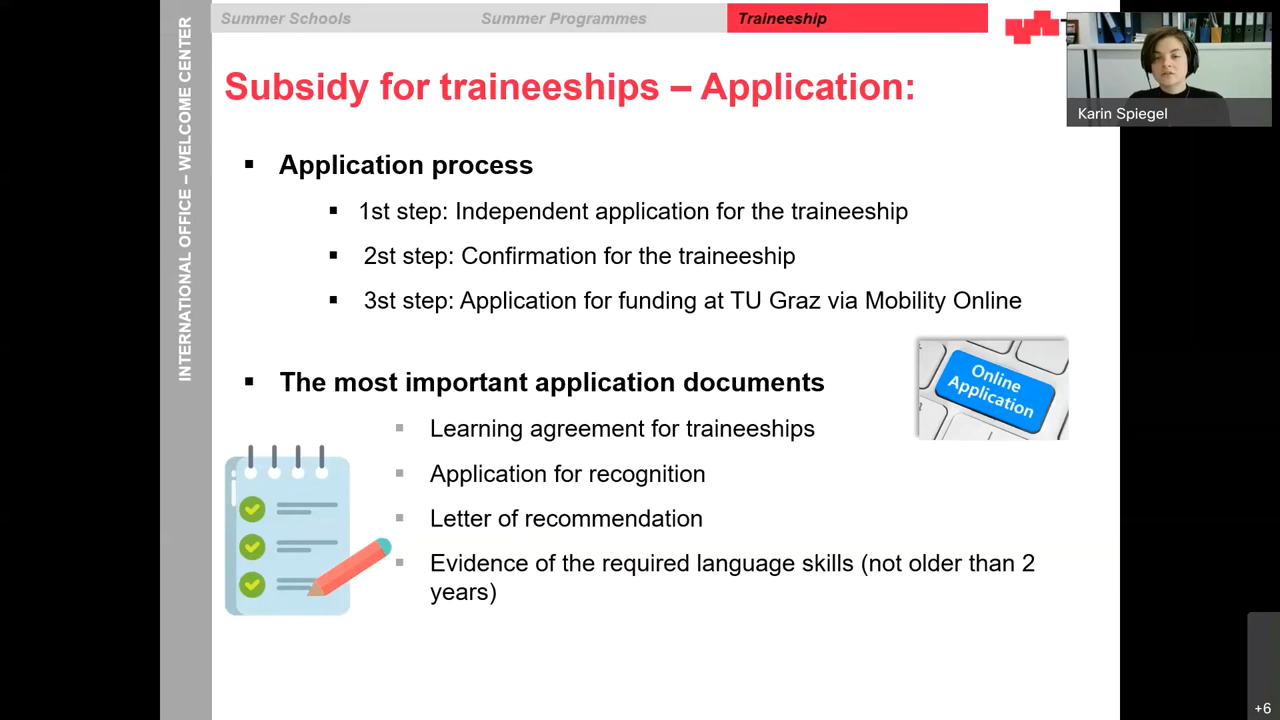 Summer Schools
Summer Programmes
Traineeship
INTERNATIONAL OFFICE – WELCOME CENTER
Karin Spiegel
Subsidy for traineeships – Application:
Application process
1st step: Independent application for the traineeship
2st step: Confirmation for the traineeship
3st step: Application for funding at TU Graz via Mobility Online
The most important application documents
Online
Application
Learning agreement for traineeships
Application for recognition
Letter of recommendation
Evidence of the required language skills (not older than 2
years)
+6